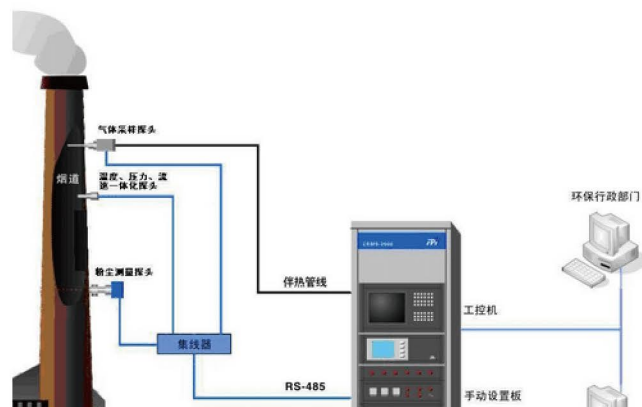 气体采样探头
烟道
温度、压力、流
速一体化探头
环保行政部门
粉尘测量探头
伴热管线
工控机
集线器
RS-485
手动设置板